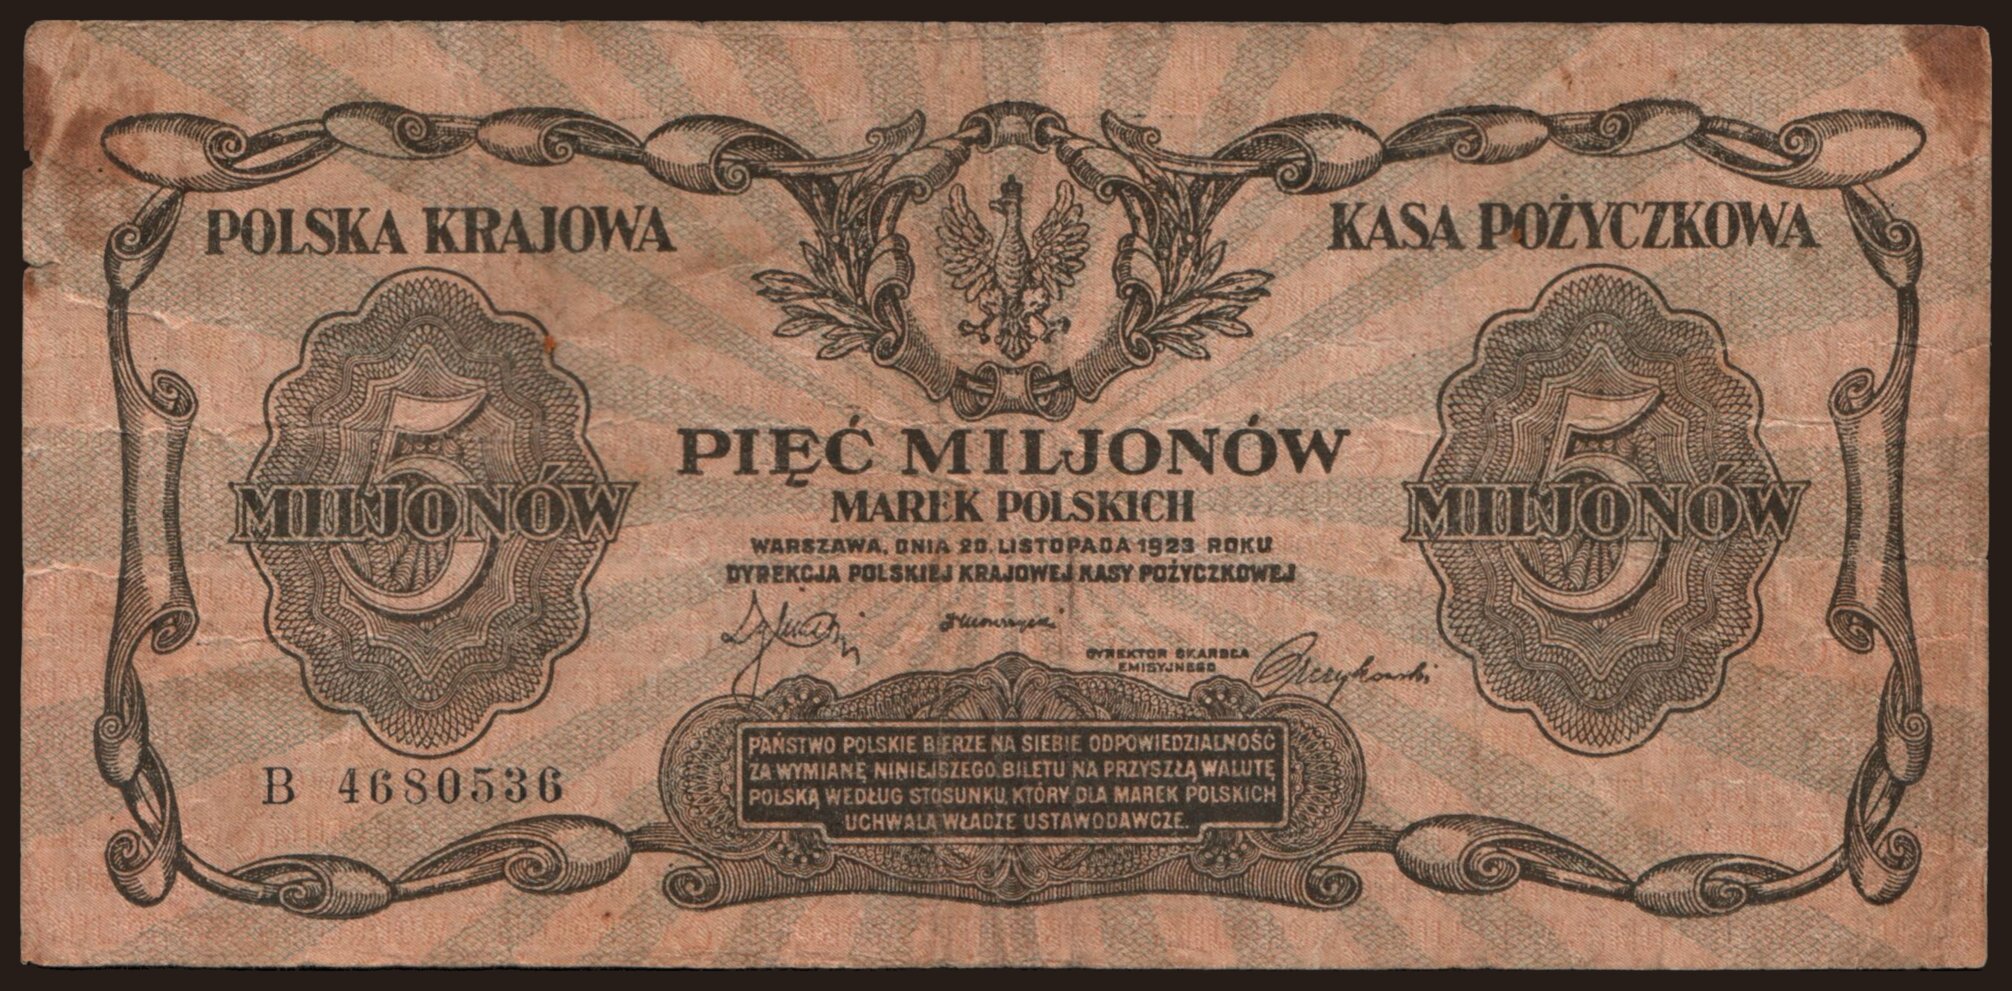 POLSKA KRAJOWA KASA POŻYCZKOWA
5 MILJONÓW
5 MILJONÓW
PIĘĆ MILJONÓW
MAREK POLSKICH
WARSZAWA, DNIA 20. LISTOPADA 1923 ROKU
DYREKCJA POLSKIEJ KRAJOWEJ KASY POŻYCZKOWEJ
DYREKTOR SKARBCA
EMISYJNEGO
PAŃSTWO POLSKIE BIERZE NA SIEBIE ODPOWIEDZIALNOŚĆ
ZA WYMIANĘ NINIEJSZEGO BILETU NA PRZYSZŁĄ WALUTĘ
POLSKĄ WEDŁUG STOSUNKU, KTÓRY DLA MAREK POLSKICH
UCHWALĄ WŁADZE USTAWODAWCZE.
B 4680536